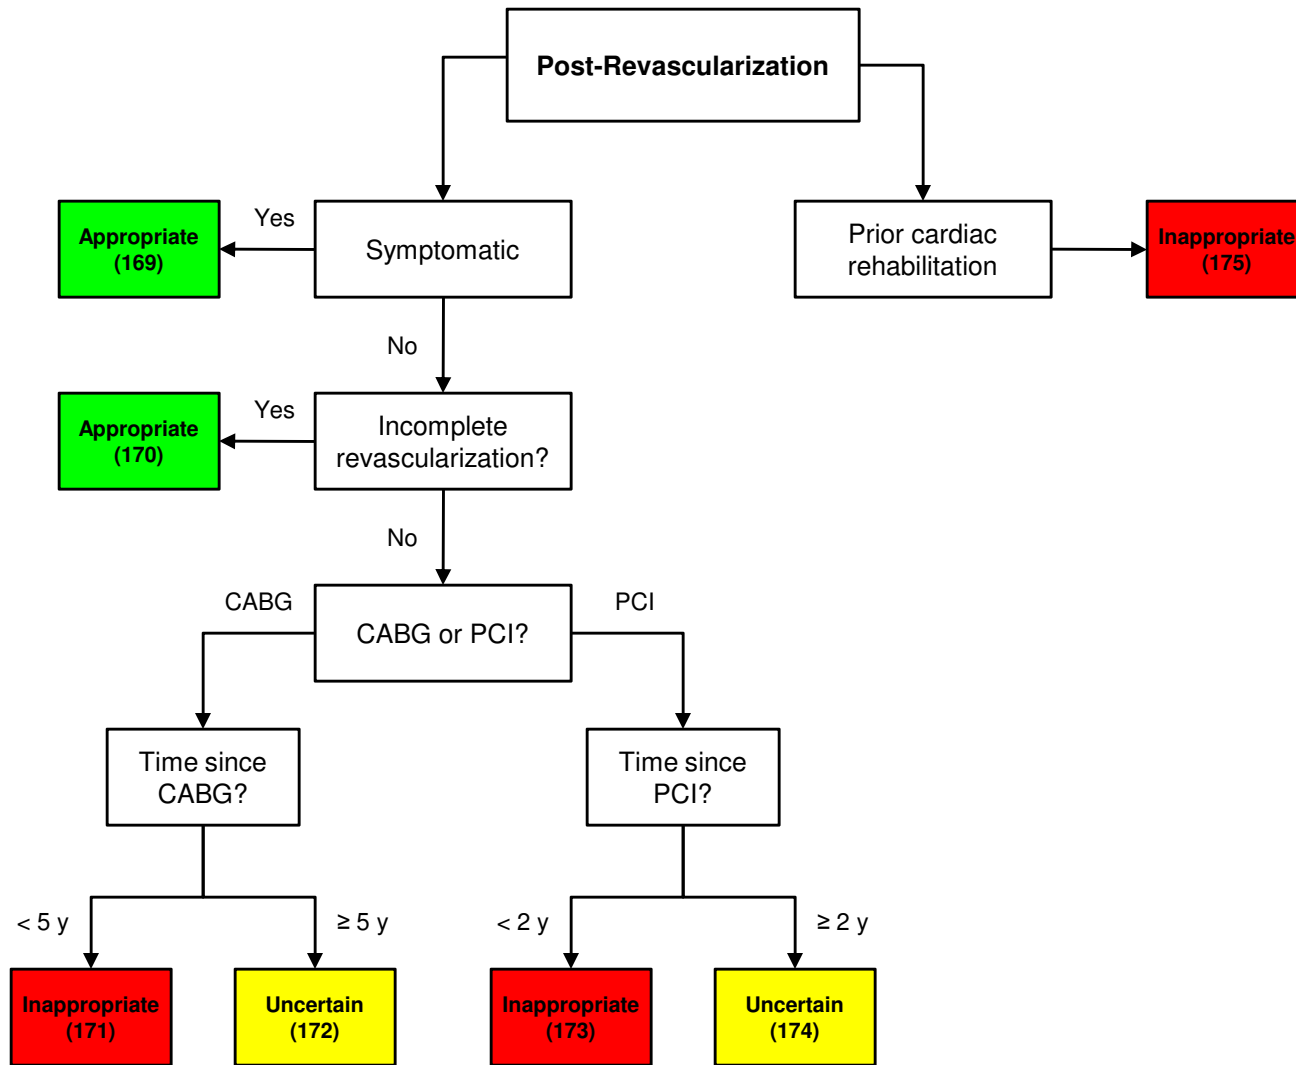 Post-Revascularization
Yes
Appropriate
(169)
Symptomatic
Prior cardiac
rehabilitation
Inappropriate
(175)
No
Yes
Appropriate
(170)
Incomplete
revascularization?
No
CABG
PCI
CABG or PCI?
Time since
CABG?
Time since
PCI?
< 5 y
≥ 5 y
< 2 y
≥ 2 y
Inappropriate
(171)
Uncertain
(172)
Inappropriate
(173)
Uncertain
(174)